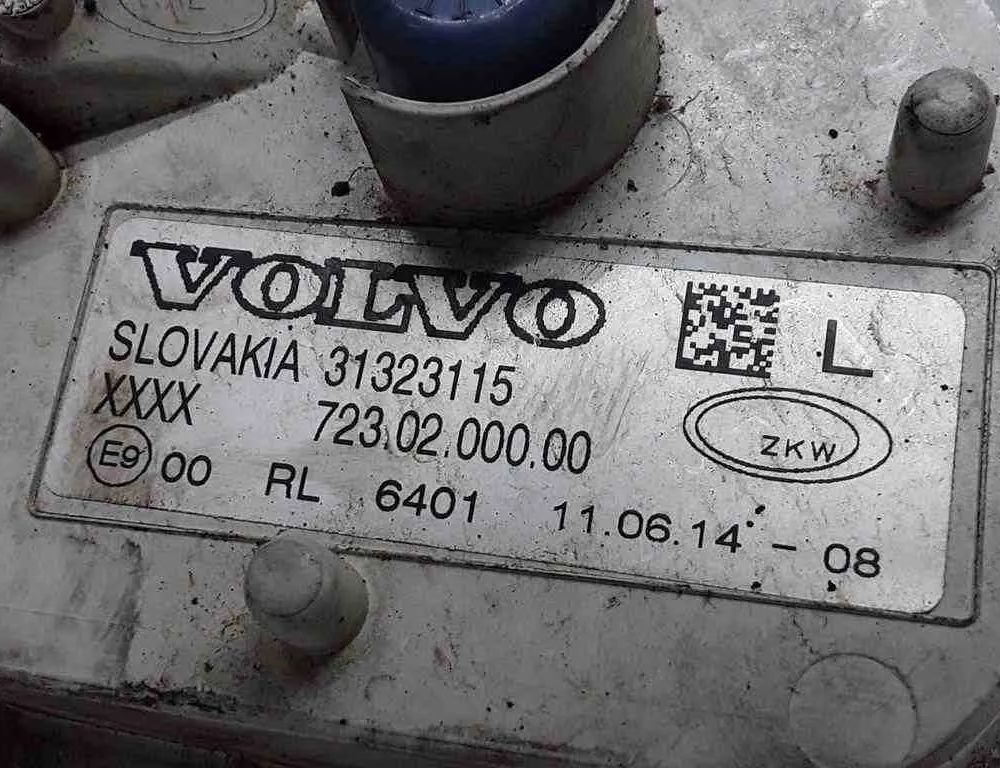 VOLVO
L
SLOVAKIA 31323115
XXXX 723.02.000.00
ZKW
E9 00 RL 6401 11.06.14 - 08